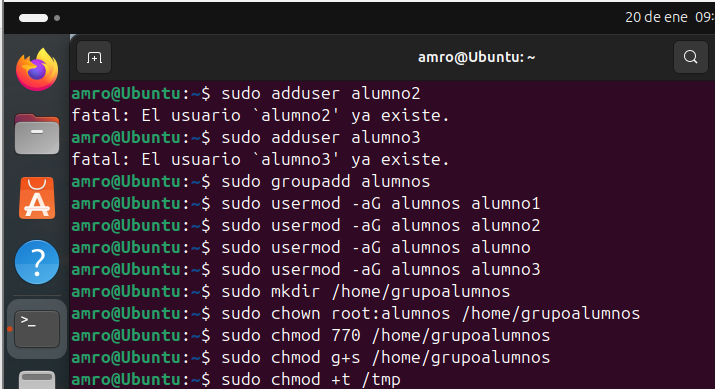 20 de ene 09:
amro@Ubuntu: ~
amro@Ubuntu:~$ sudo adduser alumno2
fatal: El usuario `alumno2' ya existe.
amro@Ubuntu:~$ sudo adduser alumno3
fatal: El usuario `alumno3' ya existe.
amro@Ubuntu:~$ sudo groupadd alumnos
amro@Ubuntu:~$ sudo usermod -aG alumnos alumno1
amro@Ubuntu:~$ sudo usermod -aG alumnos alumno2
amro@Ubuntu:~$ sudo usermod -aG alumnos alumno
amro@Ubuntu:~$ sudo usermod -aG alumnos alumno3
amro@Ubuntu:~$ sudo mkdir /home/grupoalumnos
amro@Ubuntu:~$ sudo chown root:alumnos /home/grupoalumnos
amro@Ubuntu:~$ sudo chmod 770 /home/grupoalumnos
amro@Ubuntu:~$ sudo chmod g+s /home/grupoalumnos
amro@Ubuntu:~$ sudo chmod +t /tmp